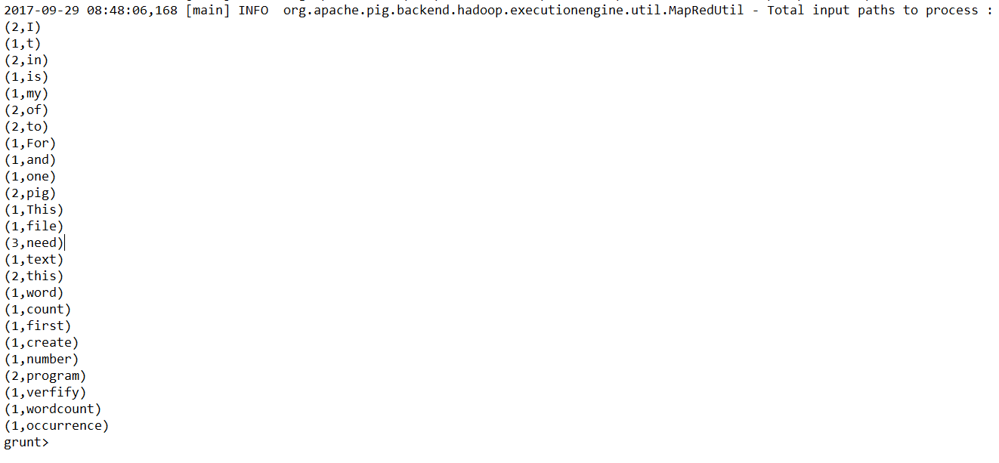 2017-09-29 08:48:06,168 [main] INFO  org.apache.pig.backend.hadoop.executionengine.util.MapRedUtil - Total input paths to process :
(2,I)
(1,t)
(2,in)
(1,is)
(1,my)
(2,of)
(2,to)
(1,For)
(1,and)
(1,one)
(2,pig)
(1,This)
(1,file)
(3,need)
(1,text)
(2,this)
(1,word)
(1,count)
(1,first)
(1,create)
(1,number)
(2,program)
(1,verfify)
(1,wordcount)
(1,occurrence)
grunt>